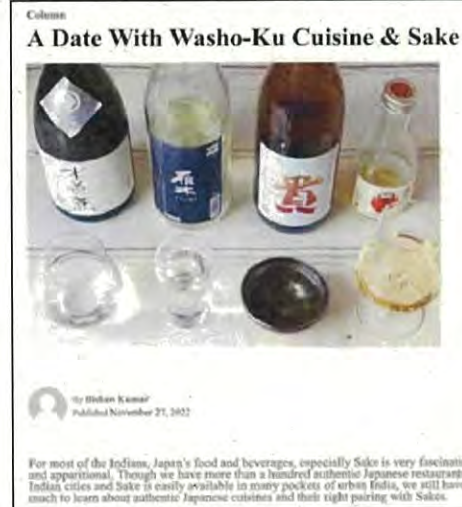 Column
A Date With Washo-Ku Cuisine & Sake
By Bishan Kumar
Published November 27, 2022
For most of the Indians, Japan's food and beverages, especially Sake is very fascinati
and apparitional. Though we have more than a hundred authentic Japanese restaurant
Indian cities and Sake is easily available in many pockets of urban India, we still have
much to learn about authentic Japanese cuisines and their right pairing with Sakes.